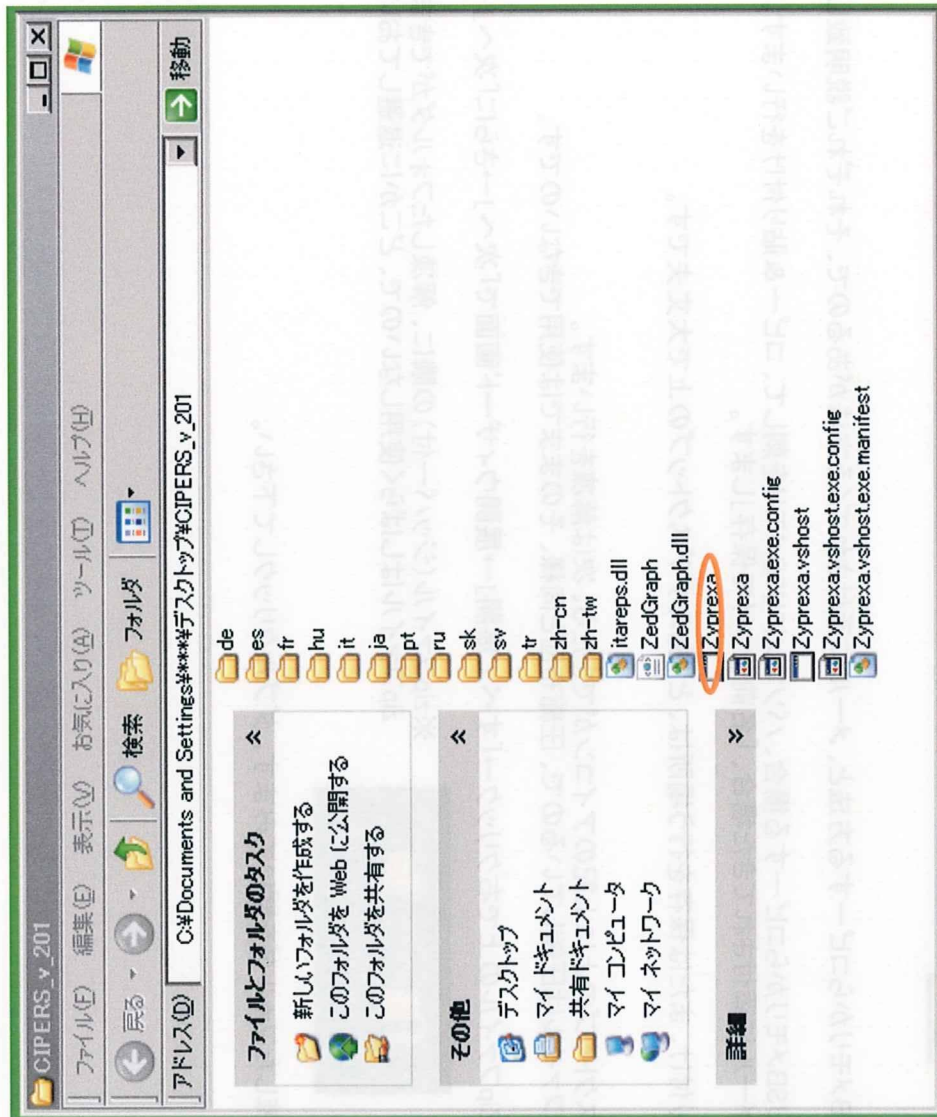 CIPERS_v_201
ファイル(F) 編集(E) 表示(V) お気に入り(A) ツール(T) ヘルプ(H)
戻る 検索 フォルダ
アドレス(D) C:¥Documents and Settings¥****¥デスクトップ¥CIPERS_v_201 移動
ファイルとフォルダのタスク
新しいフォルダを作成する
このフォルダを Web に公開する
このフォルダを共有する
その他
デスクトップ
マイ ドキュメント
共有ドキュメント
マイ コンピュータ
マイ ネットワーク
詳細
de
es
fr
hu
it
ja
pt
ru
sk
sv
tr
zh-cn
zh-tw
itareps.dll
ZedGraph
ZedGraph.dll
Zyprexa
Zyprexa
Zyprexa.exe.config
Zyprexa.vshost
Zyprexa.vshost.exe.config
Zyprexa.vshost.exe.manifest